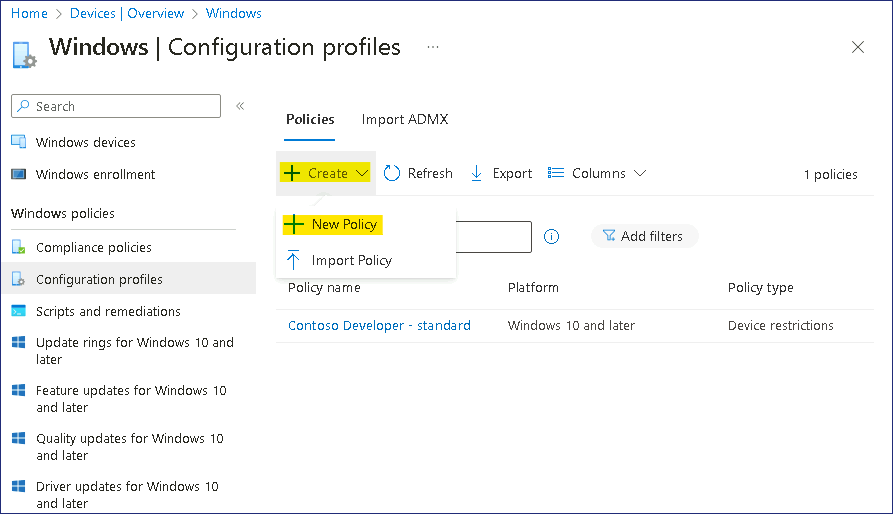 Home > Devices | Overview > Windows
Windows | Configuration profiles ...
Search
«
Windows devices
Windows enrollment
Windows policies
Compliance policies
Configuration profiles
Scripts and remediations
Update rings for Windows 10 and
later
Feature updates for Windows 10
and later
Quality updates for Windows 10
and later
Driver updates for Windows 10
and later
Policies Import ADMX
Create Refresh Export Columns 1 policies
New Policy
Import Policy
Add filters
Policy name Platform Policy type
Contoso Developer - standard Windows 10 and later Device restrictions